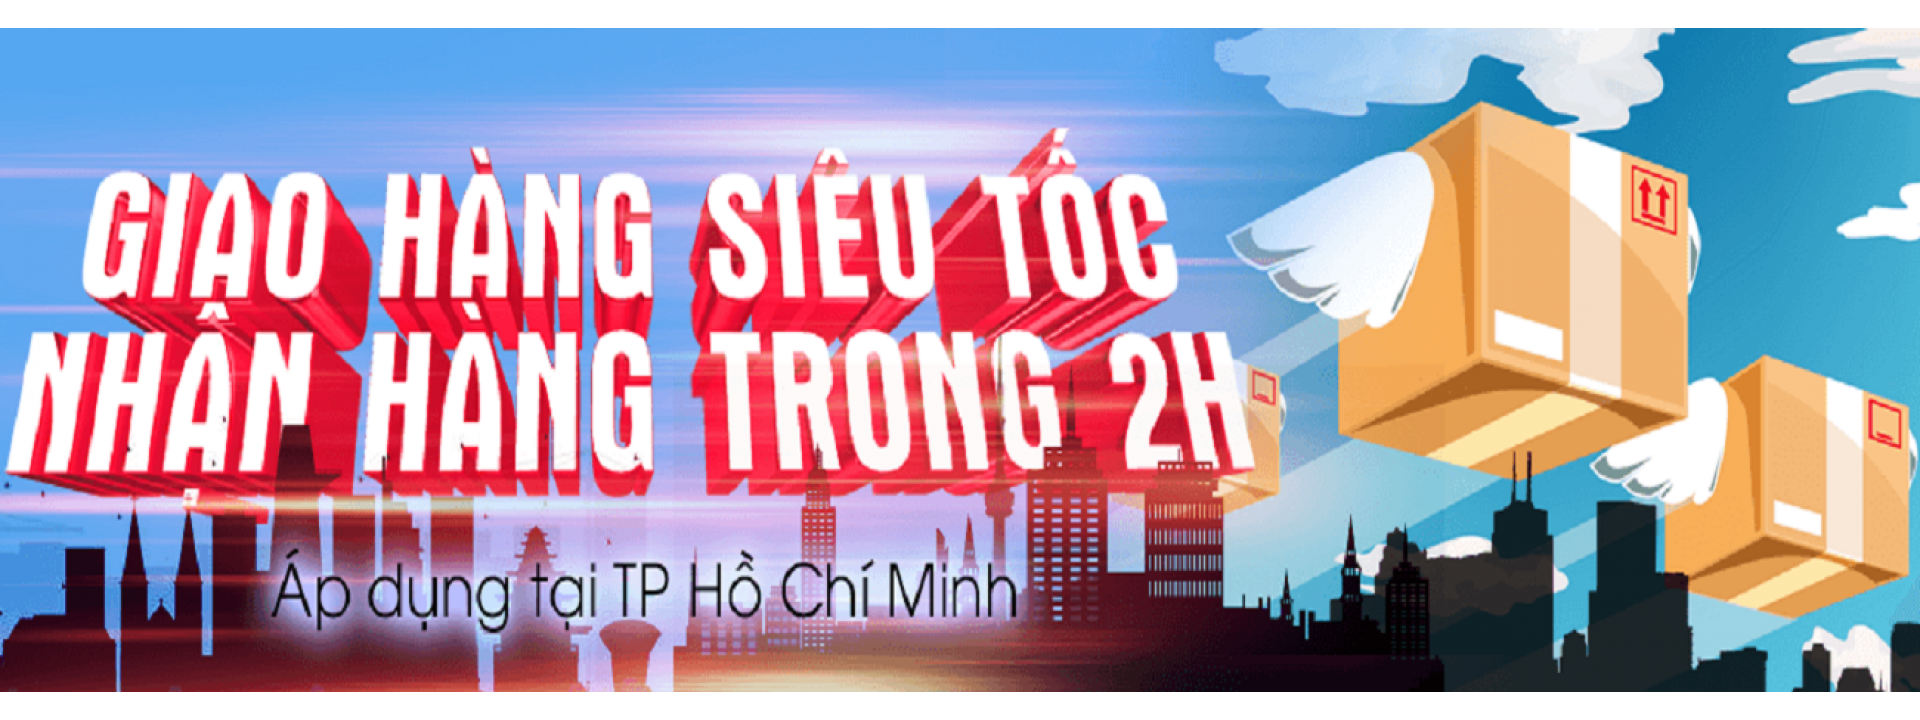 GIAO HÀNG SIÊU TỐC
NHẬN HÀNG TRONG 2H
Áp dụng tại TP Hồ Chí Minh